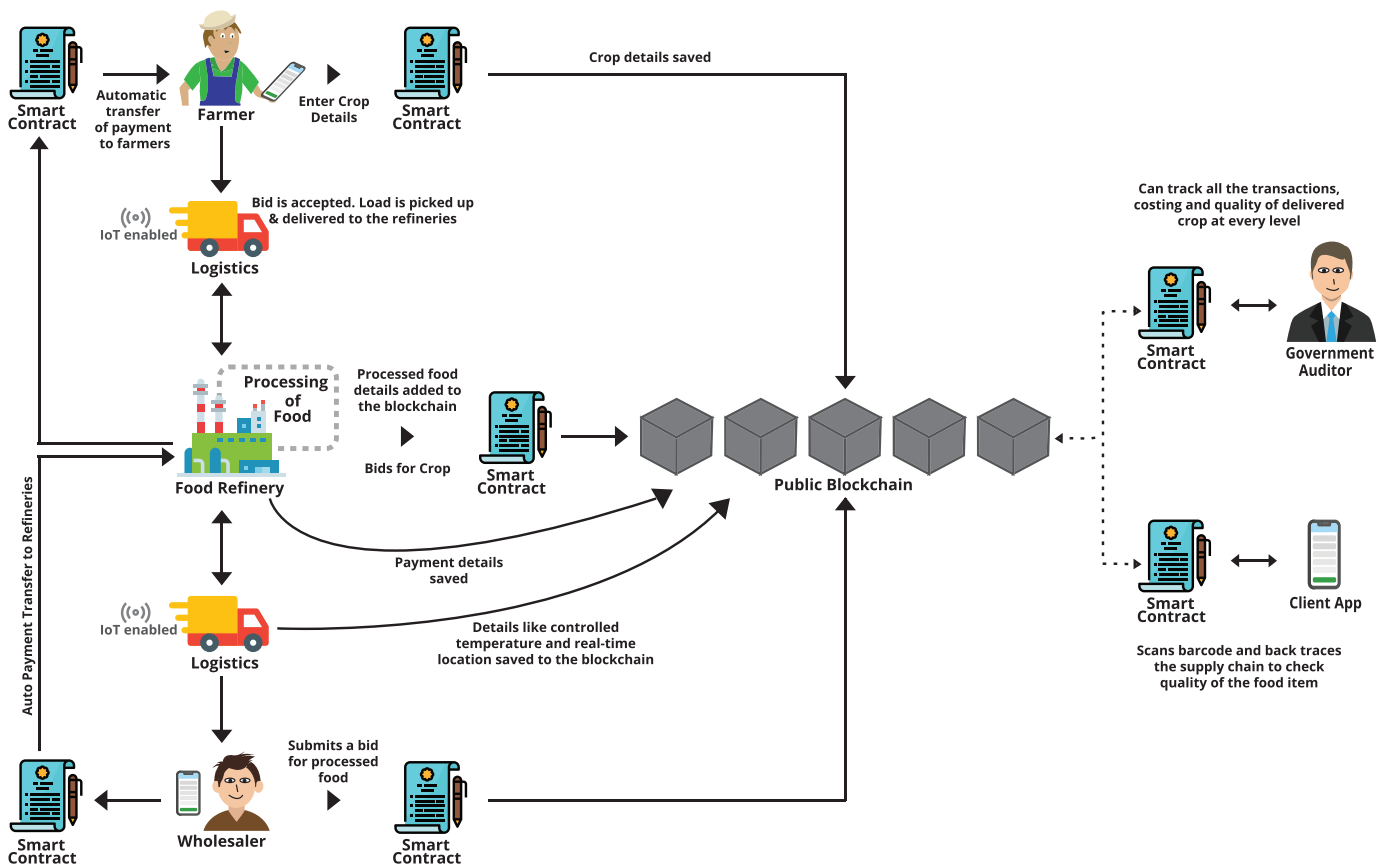 Crop details saved
Smart
Contract
Automatic
transfer
of payment
to farmers
Farmer
Enter Crop
Details
Smart
Contract
Bid is accepted. Load is picked up
& delivered to the refineries
IoT enabled
Logistics
Can track all the transactions,
costing and quality of delivered
crop at every level
Smart
Contract
Government
Auditor
Processing
of
Food
Processed food
details added to
the blockchain
Bids for Crop
Food Refinery
Smart
Contract
Public Blockchain
Auto Payment Transfer to Refineries
Payment details
saved
IoT enabled
Logistics
Details like controlled
temperature and real-time
location saved to the blockchain
Smart
Contract
Client App
Scans barcode and back traces
the supply chain to check
quality of the food item
Submits a bid
for processed
food
Smart
Contract
Wholesaler
Smart
Contract